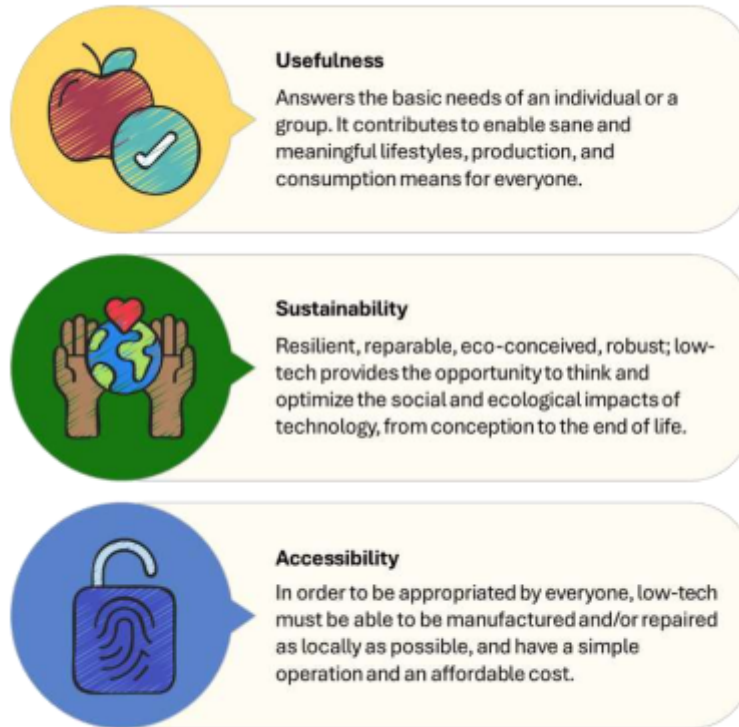 Usefulness
Answers the basic needs of an individual or a
group. It contributes to enable sane and
meaningful lifestyles, production, and
consumption means for everyone.
Sustainability
Resilient, reparable, eco-conceived, robust; low-
tech provides the opportunity to think and
optimize the social and ecological impacts of
technology, from conception to the end of life.
Accessibility
In order to be appropriated by everyone, low-tech
must be able to be manufactured and/or repaired
as locally as possible, and have a simple
operation and an affordable cost.